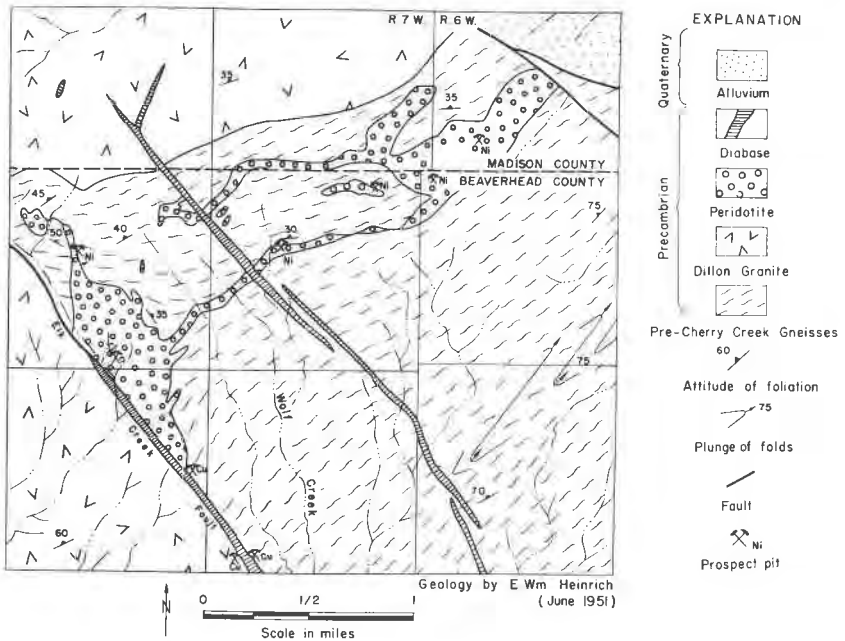 R. 7 W. R. 6 W.
35
35
Ni
MADISON COUNTY
BEAVERHEAD COUNTY
45
Ni
Ni
50
40
30
75
Ni
Ni
35
Elk
Creek
Fault
75
Wolf
Creek
Cu
70
60
Cu
Cu
Geology by E Wm Heinrich
(June 1951)
N
0 1/2 1
Scale in miles
EXPLANATION
Quaternary
Alluvium
Precambrian
Diabase
Peridotite
Dillon Granite
Pre-Cherry Creek Gneisses
60
Attitude of foliation
75
Plunge of folds
Fault
Ni
Prospect pit